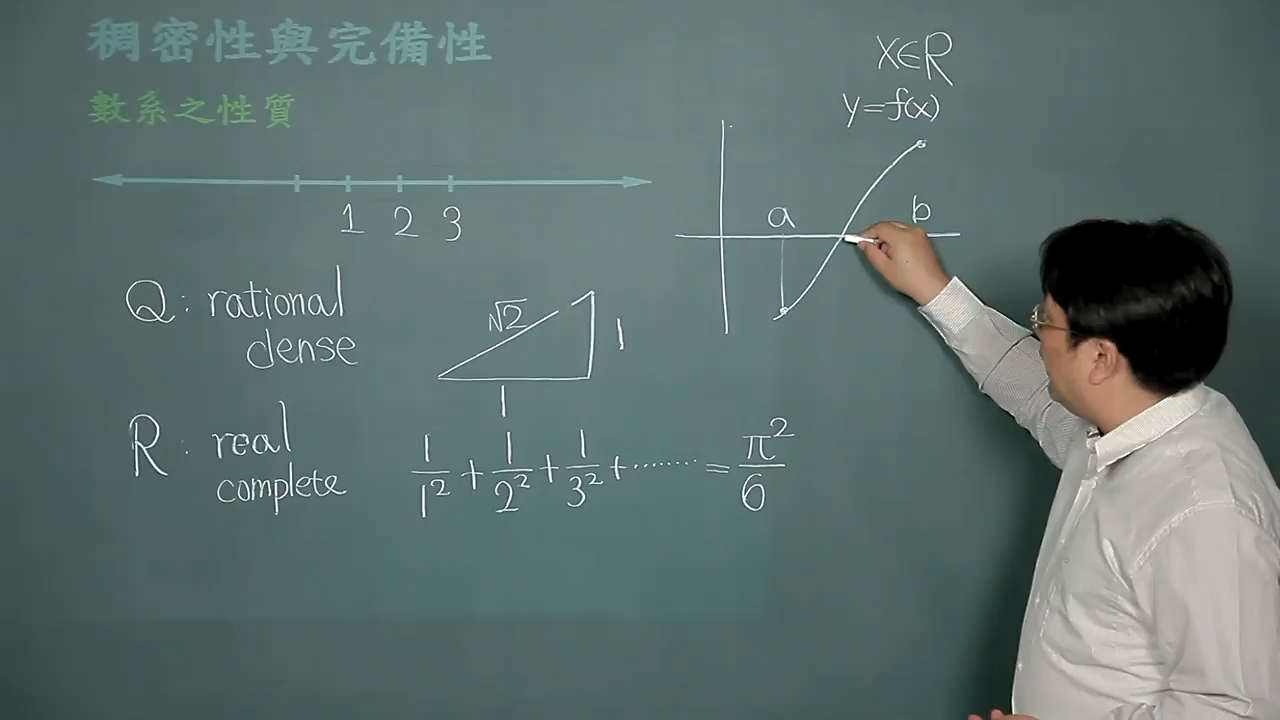 稠密性與完備性
數系之性質
1 2 3
Q: rational
dense
√2
1
1
R: real
complete
1/1² + 1/2² + 1/3² + ········ = π²/6
x∈R
y=f(x)
a
b